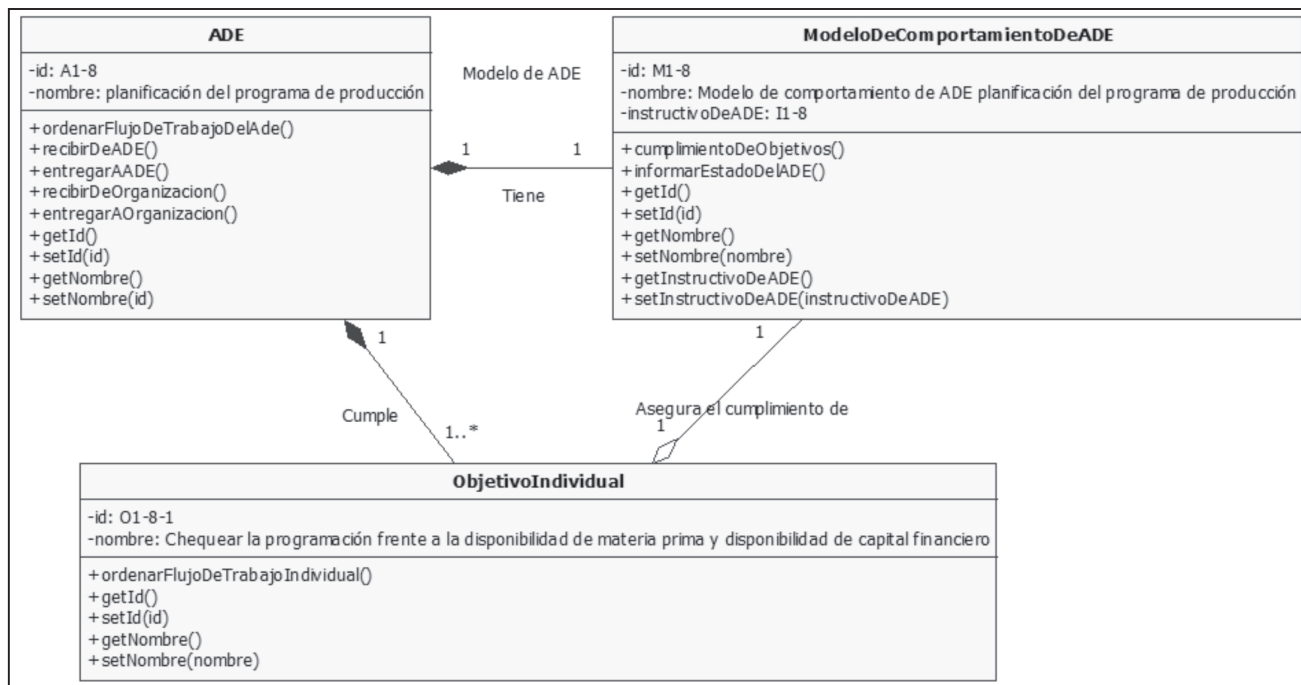 ADE
-id: A1-8
-nombre: planificación del programa de producción
+ordenarFlujoDeTrabajoDelAde()
+recibirDeADE()
+entregarAADE()
+recibirDeOrganizacion()
+entregarAOrganizacion()
+getId()
+setId(id)
+getNombre()
+setNombre(id)
Modelo de ADE
1 1
Tiene
ModeloDeComportamientoDeADE
-id: M1-8
-nombre: Modelo de comportamiento de ADE planificación del programa de producción
-instructivoDeADE: I1-8
+cumplimientoDeObjetivos()
+informarEstadoDelADE()
+getId()
+setId(id)
+getNombre()
+setNombre(nombre)
+getInstructivoDeADE()
+setInstructivoDeADE(instructivoDeADE)
1
Cumple
1..*
1
Asegura el cumplimiento de
1
ObjetivoIndividual
-id: O1-8-1
-nombre: Chequear la programación frente a la disponibilidad de materia prima y disponibilidad de capital financiero
+ordenarFlujoDeTrabajoIndividual()
+getId()
+setId(id)
+getNombre()
+setNombre(nombre)